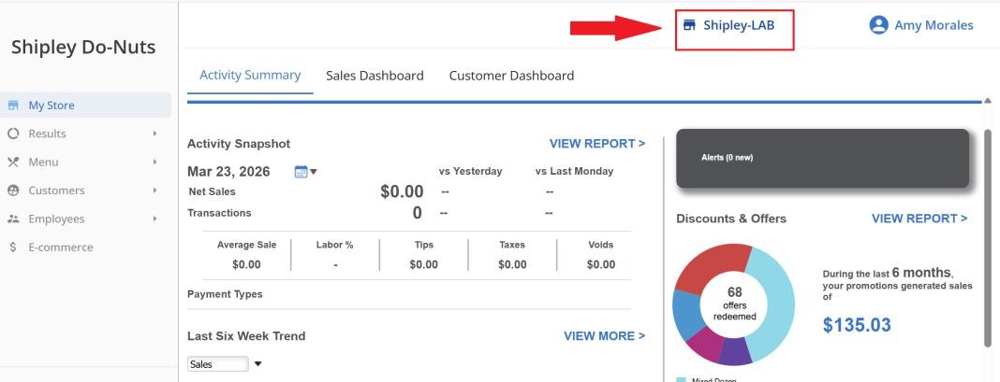 Shipley-LAB
Amy Morales
Shipley Do-Nuts
My Store
Results
Menu
Customers
Employees
$ E-commerce
Activity Summary
Sales Dashboard
Customer Dashboard
Activity Snapshot
VIEW REPORT >
Mar 23, 2026
vs Yesterday
vs Last Monday
Net Sales
$0.00
--
--
Transactions
0
--
--
Average Sale
Labor %
Tips
Taxes
Voids
$0.00
-
$0.00
$0.00
$0.00
Payment Types
Last Six Week Trend
VIEW MORE >
Sales
Alerts (0 new)
Discounts & Offers
VIEW REPORT >
68
offers
redeemed
During the last 6 months,
your promotions generated sales
of
$135.03
Mixed Dozen